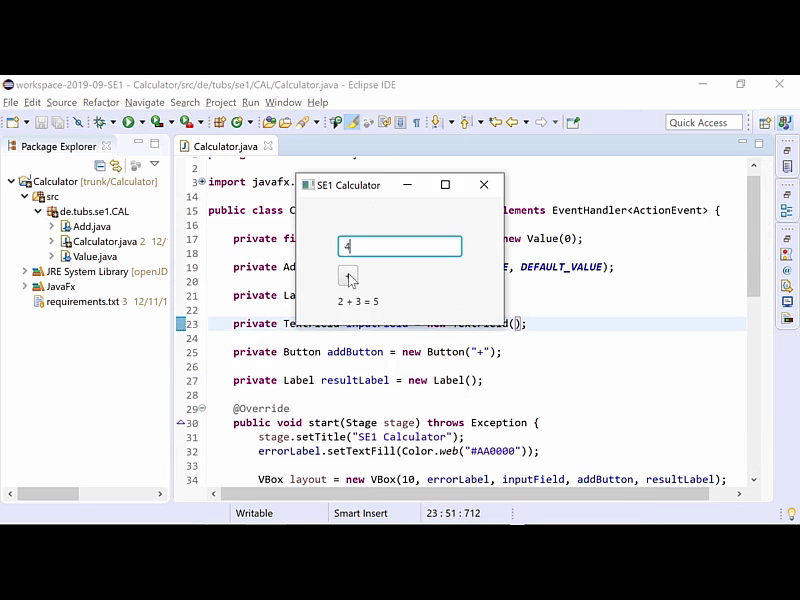 workspace-2019-09-SE1 - Calculator/src/de/tubs/se1/CAL/Calculator.java - Eclipse IDE
File Edit Source Refactor Navigate Search Project Run Window Help
Quick Access
Package Explorer
Calculator [trunk/Calculator]
src
de.tubs.se1.CAL
Add.java
Calculator.java 2 12/
Value.java
JRE System Library [openJD
JavaFx
requirements.txt 3 12/11/1
Calculator.java
2
3 import javafx.
14
15 public class C lements EventHandler<ActionEvent> {
16
17 private fi new Value(0);
18
19 private Ad E, DEFAULT_VALUE);
20
21 private La
22
23 private TextField inputField = new TextField();
24
25 private Button addButton = new Button("+");
26
27 private Label resultLabel = new Label();
28
29 @Override
30 public void start(Stage stage) throws Exception {
31 stage.setTitle("SE1 Calculator");
32 errorLabel.setTextFill(Color.web("#AA0000"));
33
34 VBox layout = new VBox(10, errorLabel, inputField, addButton, resultLabel);
SE1 Calculator
4
+
2 + 3 = 5
Writable Smart Insert 23 : 51 : 712